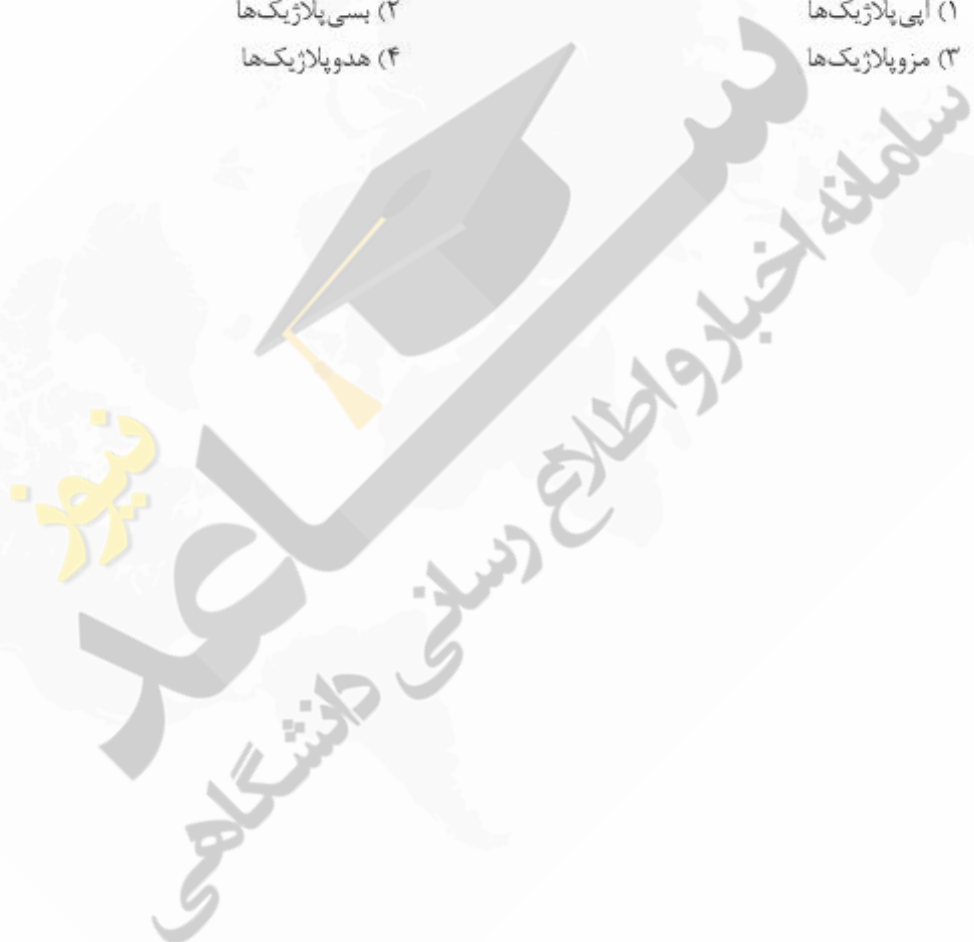 ۱) اپی‌پلاژیک‌ها ۲) بسی‌پلاژیک‌ها
۳) مزوپلاژیک‌ها ۴) هدوپلاژیک‌ها
ساعد
نیوز
سامانه اخبار و اطلاع رسانی دانشگاهی